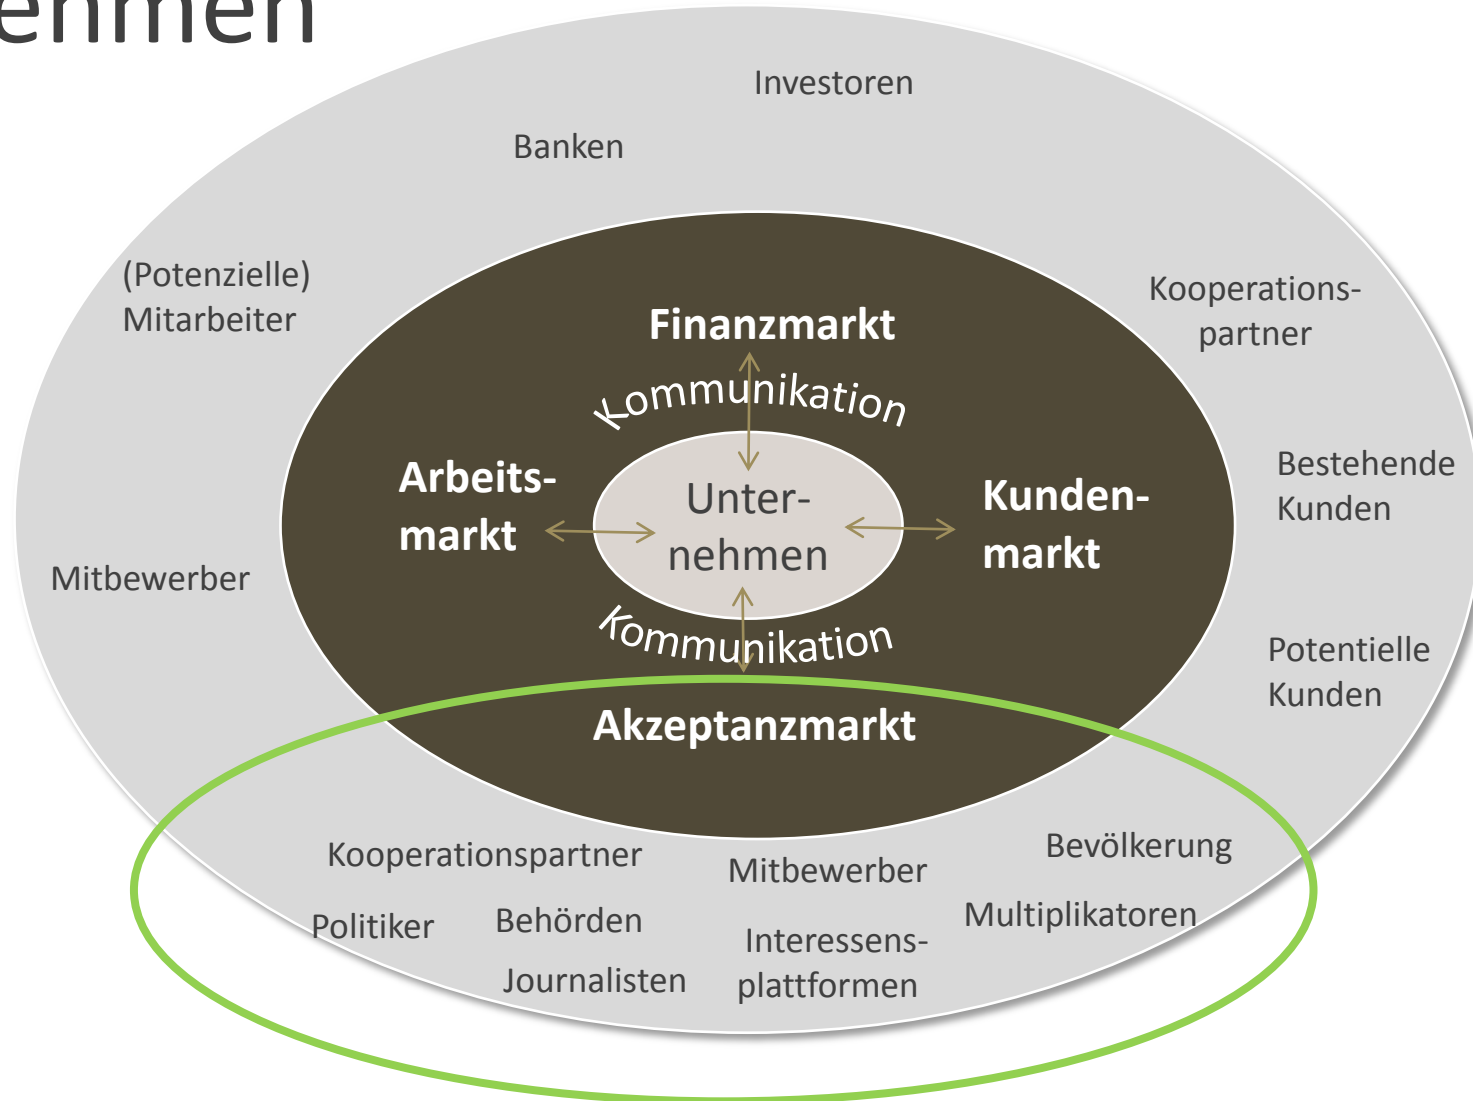 ehmen
Investoren
Banken
(Potenzielle)
Mitarbeiter
Kooperations-
partner
Finanzmarkt
Kommunikation
Arbeits-
markt
Unter-
nehmen
Kunden-
markt
Bestehende
Kunden
Mitbewerber
Kommunikation
Potentielle
Kunden
Akzeptanzmarkt
Kooperationspartner
Mitbewerber
Bevölkerung
Politiker
Behörden
Multiplikatoren
Interessens-
plattformen
Journalisten